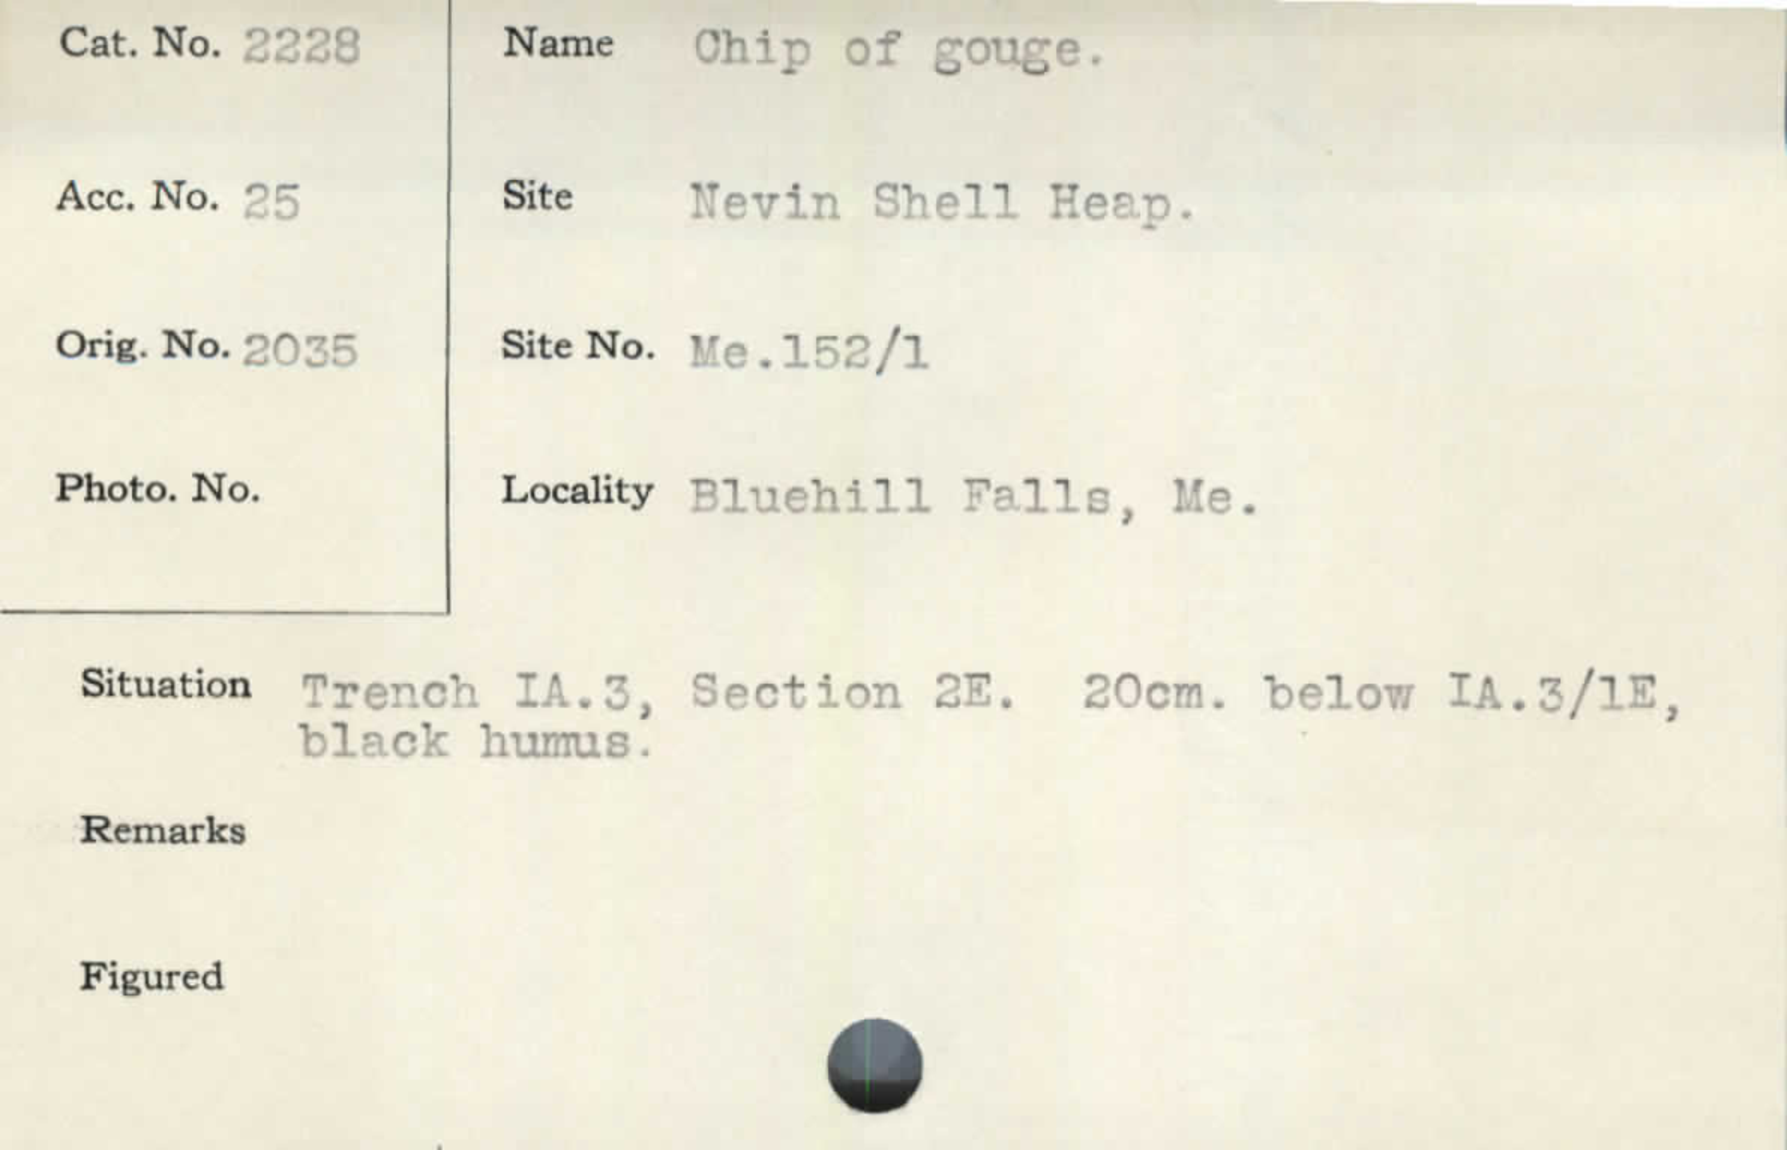 Cat. No. 2228
Name Chip of gouge.
Acc. No. 25
Site Nevin Shell Heap.
Orig. No. 2035
Site No. Me.152/1
Photo. No.
Locality Bluehill Falls, Me.
Situation Trench IA.3, Section 2E.  20cm. below IA.3/1E,
black humus.
Remarks
Figured